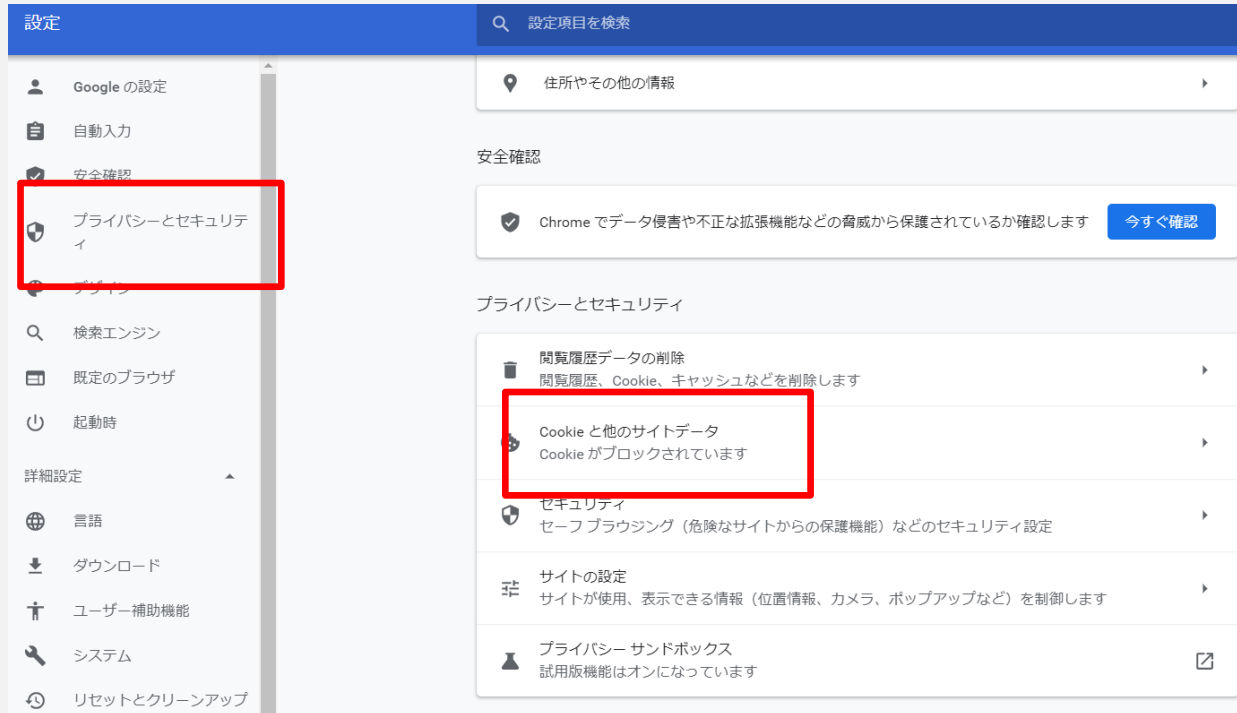 設定
設定項目を検索
Google の設定
自動入力
安全確認
プライバシーとセキュリテ
ィ
デザイン
検索エンジン
既定のブラウザ
起動時
詳細設定
言語
ダウンロード
ユーザー補助機能
システム
リセットとクリーンアップ
住所やその他の情報
安全確認
Chrome でデータ侵害や不正な拡張機能などの脅威から保護されているか確認します
今すぐ確認
プライバシーとセキュリティ
閲覧履歴データの削除
閲覧履歴、Cookie、キャッシュなどを削除します
Cookie と他のサイトデータ
Cookie がブロックされています
セキュリティ
セーフ ブラウジング（危険なサイトからの保護機能）などのセキュリティ設定
サイトの設定
サイトが使用、表示できる情報（位置情報、カメラ、ポップアップなど）を制御します
プライバシー サンドボックス
試用版機能はオンになっています